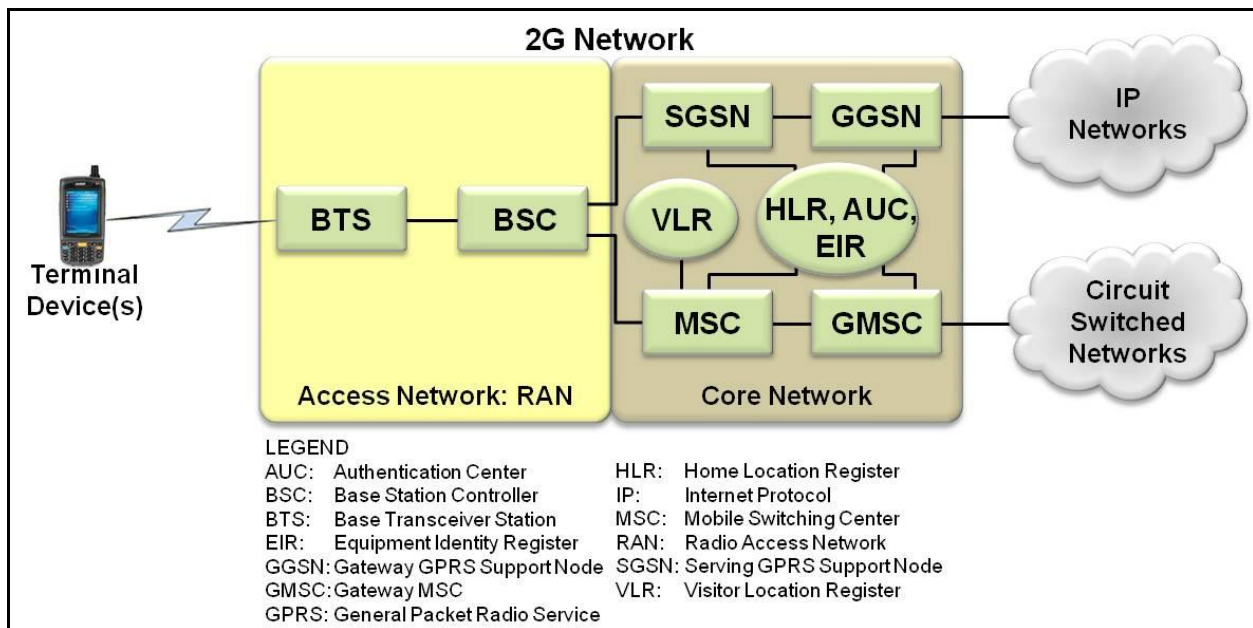 2G Network
SGSN
GGSN
IP
Networks
BTS
BSC
VLR
HLR, AUC,
EIR
Terminal
Device(s)
MSC
GMSC
Circuit
Switched
Networks
Access Network: RAN
Core Network
LEGEND
AUC: Authentication Center
BSC: Base Station Controller
BTS: Base Transceiver Station
EIR: Equipment Identity Register
GGSN: Gateway GPRS Support Node
GMSC: Gateway MSC
GPRS: General Packet Radio Service
HLR: Home Location Register
IP: Internet Protocol
MSC: Mobile Switching Center
RAN: Radio Access Network
SGSN: Serving GPRS Support Node
VLR: Visitor Location Register